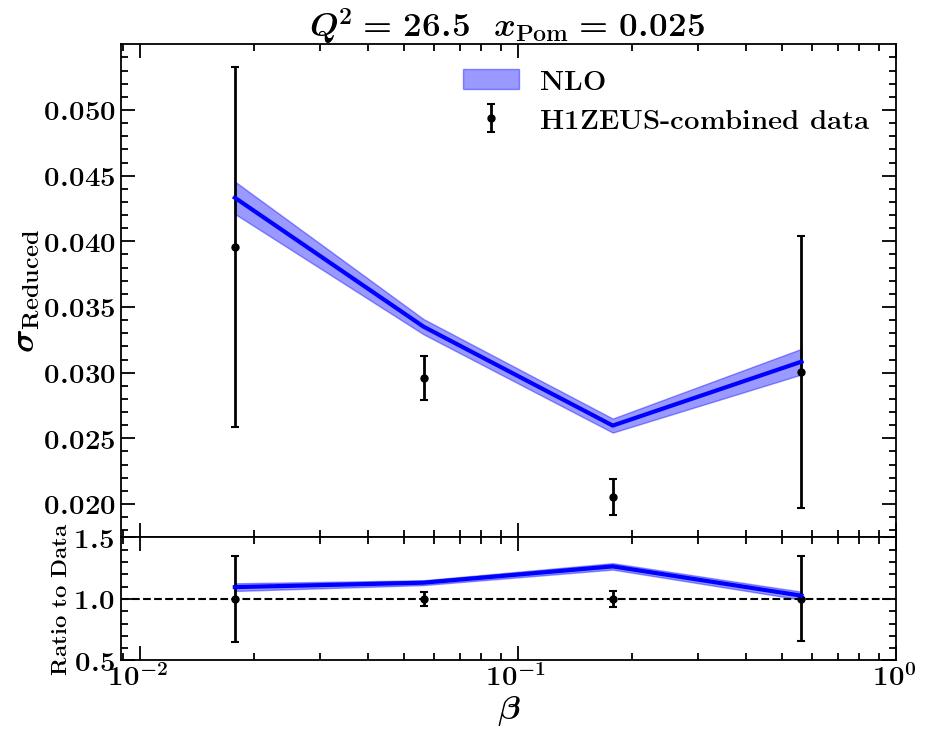 Q² = 26.5 x_Pom = 0.025
NLO
H1ZEUS-combined data
σ_Reduced
0.050
0.045
0.040
0.035
0.030
0.025
0.020
Ratio to Data
1.5
1.0
0.5
10⁻² 10⁻¹ 10⁰
β